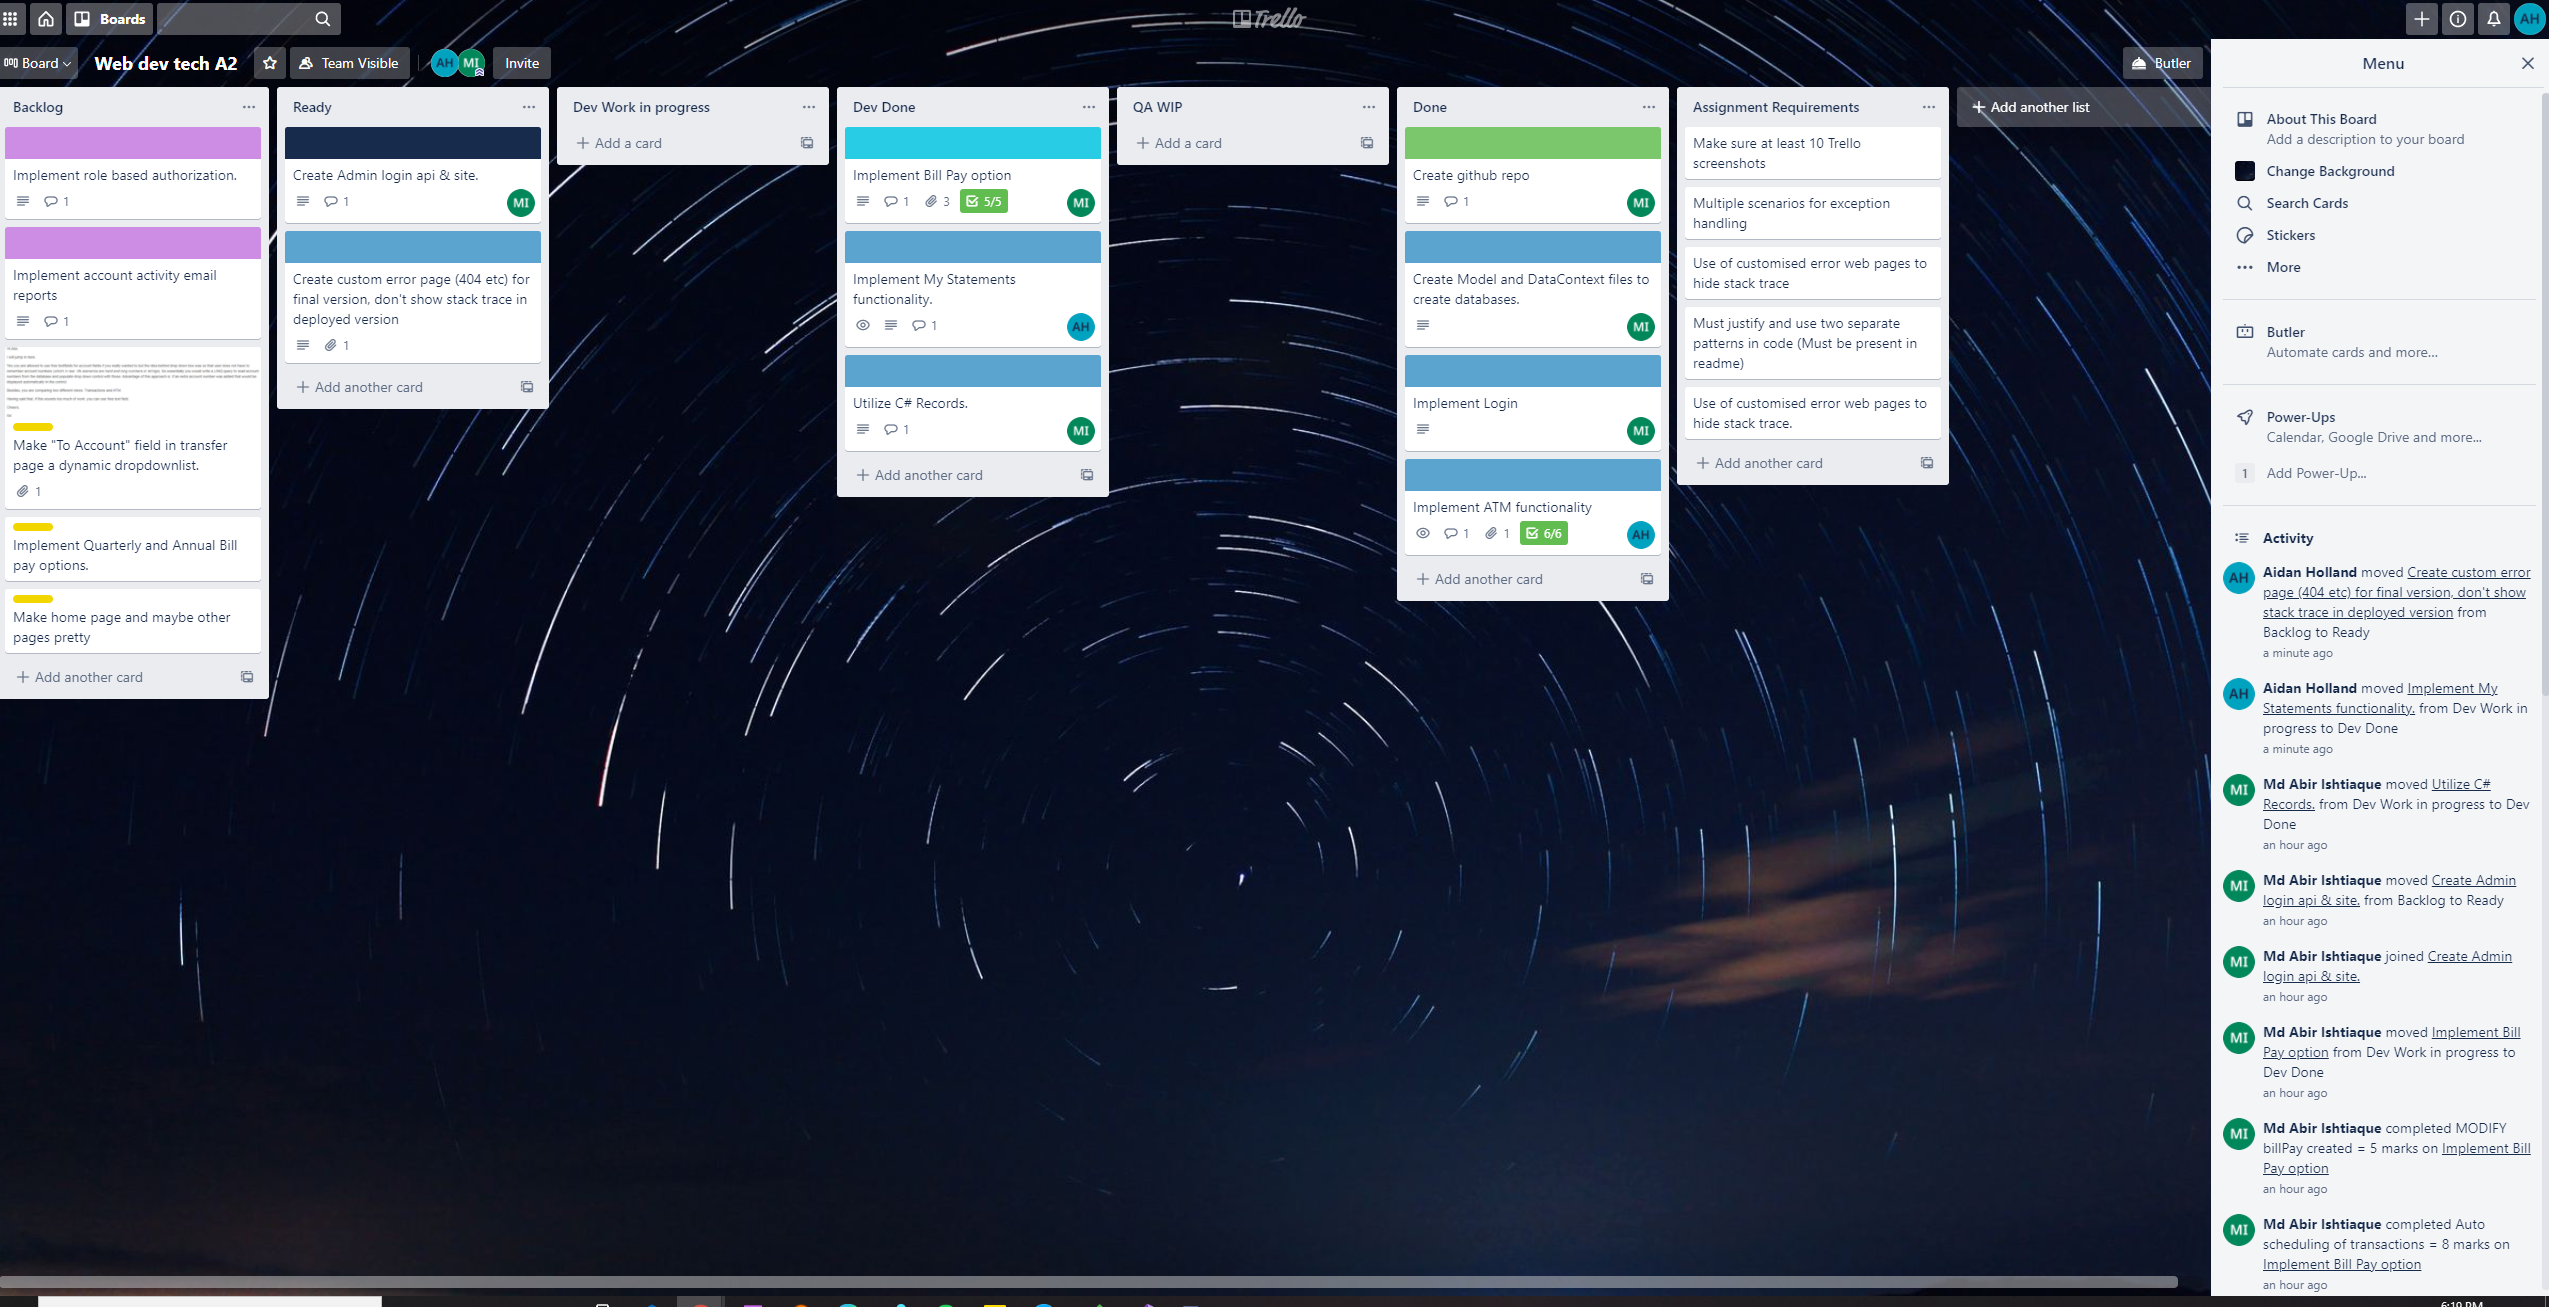 Boards
Trello
AH
Board
Web dev tech A2
Team Visible
AH
MI
Invite
Butler
Backlog
Implement role based authorization.
1
Implement account activity email
reports
1
Make "To Account" field in transfer
page a dynamic dropdownlist.
1
Implement Quarterly and Annual Bill
pay options.
Make home page and maybe other
pages pretty
Add another card
Ready
Create Admin login api & site.
1
MI
Create custom error page (404 etc) for
final version, don't show stack trace in
deployed version
1
Add another card
Dev Work in progress
Add a card
Dev Done
Implement Bill Pay option
1 3 5/5
MI
Implement My Statements
functionality.
1
AH
Utilize C# Records.
1
MI
Add another card
QA WIP
Add a card
Done
Create github repo
1
MI
Create Model and DataContext files to
create databases.
MI
Implement Login
MI
Implement ATM functionality
1 1 6/6
AH
Add another card
Assignment Requirements
Make sure at least 10 Trello
screenshots
Multiple scenarios for exception
handling
Use of customised error web pages to
hide stack trace
Must justify and use two separate
patterns in code (Must be present in
readme)
Use of customised error web pages to
hide stack trace.
Add another card
Add another list
Menu
About This Board
Add a description to your board
Change Background
Search Cards
Stickers
More
Butler
Automate cards and more...
Power-Ups
Calendar, Google Drive and more...
1 Add Power-Up...
Activity
AH
Aidan Holland moved Create custom error
page (404 etc) for final version, don't show
stack trace in deployed version from
Backlog to Ready
a minute ago
AH
Aidan Holland moved Implement My
Statements functionality. from Dev Work in
progress to Dev Done
a minute ago
MI
Md Abir Ishtiaque moved Utilize C#
Records. from Dev Work in progress to Dev
Done
an hour ago
MI
Md Abir Ishtiaque moved Create Admin
login api & site. from Backlog to Ready
an hour ago
MI
Md Abir Ishtiaque joined Create Admin
login api & site.
an hour ago
MI
Md Abir Ishtiaque moved Implement Bill
Pay option from Dev Work in progress to
Dev Done
an hour ago
MI
Md Abir Ishtiaque completed MODIFY
billPay created = 5 marks on Implement Bill
Pay option
an hour ago
MI
Md Abir Ishtiaque completed Auto
scheduling of transactions = 8 marks on
Implement Bill Pay option
an hour ago
6:19 PM